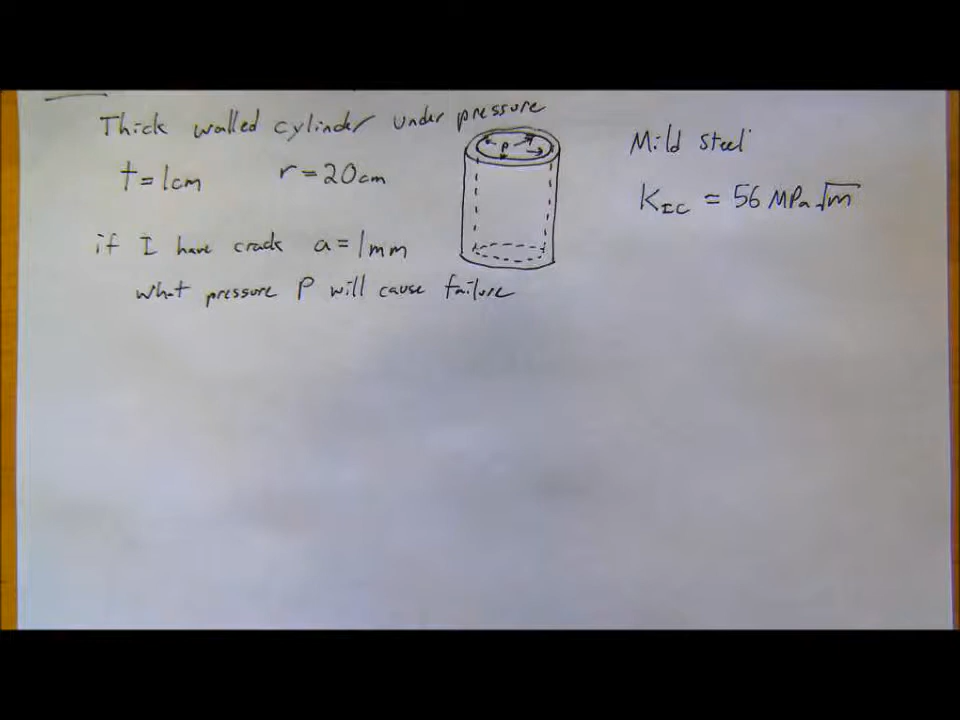 Thick walled cylinder under pressure
t = 1cm r = 20cm
P
Mild steel
K_IC = 56 MPa√m
if I have crack a = 1mm
what pressure P will cause failure